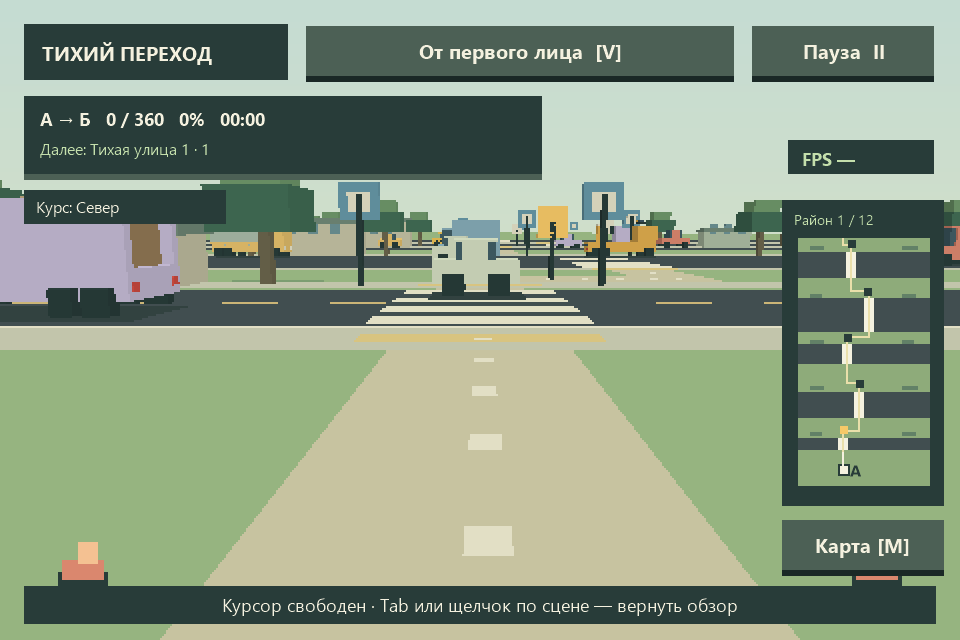 ТИХИЙ ПЕРЕХОД
От первого лица [V]
Пауза II
А → Б 0 / 360 0% 00:00
Далее: Тихая улица 1 · 1
FPS —
Курс: Север
Район 1 / 12
А
Карта [M]
Курсор свободен · Tab или щелчок по сцене — вернуть обзор